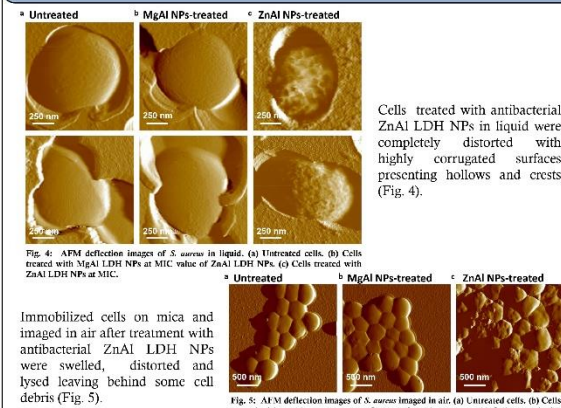 a Untreated b MgAl NPs-treated c ZnAl NPs-treated
250 nm 250 nm 250 nm
250 nm 250 nm 250 nm
Fig. 4: AFM deflection images of S. aureus in liquid. (a) Untreated cells. (b) Cells
treated with MgAl LDH NPs at MIC value of ZnAl LDH NPs. (c) Cells treated with
ZnAl LDH NPs at MIC.
Cells treated with antibacterial
ZnAl LDH NPs in liquid were
completely distorted with
highly corrugated surfaces
presenting hollows and crests
(Fig. 4).
Immobilized cells on mica and
imaged in air after treatment with
antibacterial ZnAl LDH NPs
were swelled, distorted and
lysed leaving behind some cell
debris (Fig. 5).
a Untreated b MgAl NPs-treated c ZnAl NPs-treated
500 nm 500 nm 500 nm
Fig. 5: AFM deflection images of S. aureus imaged in air. (a) Untreated cells. (b) Cells